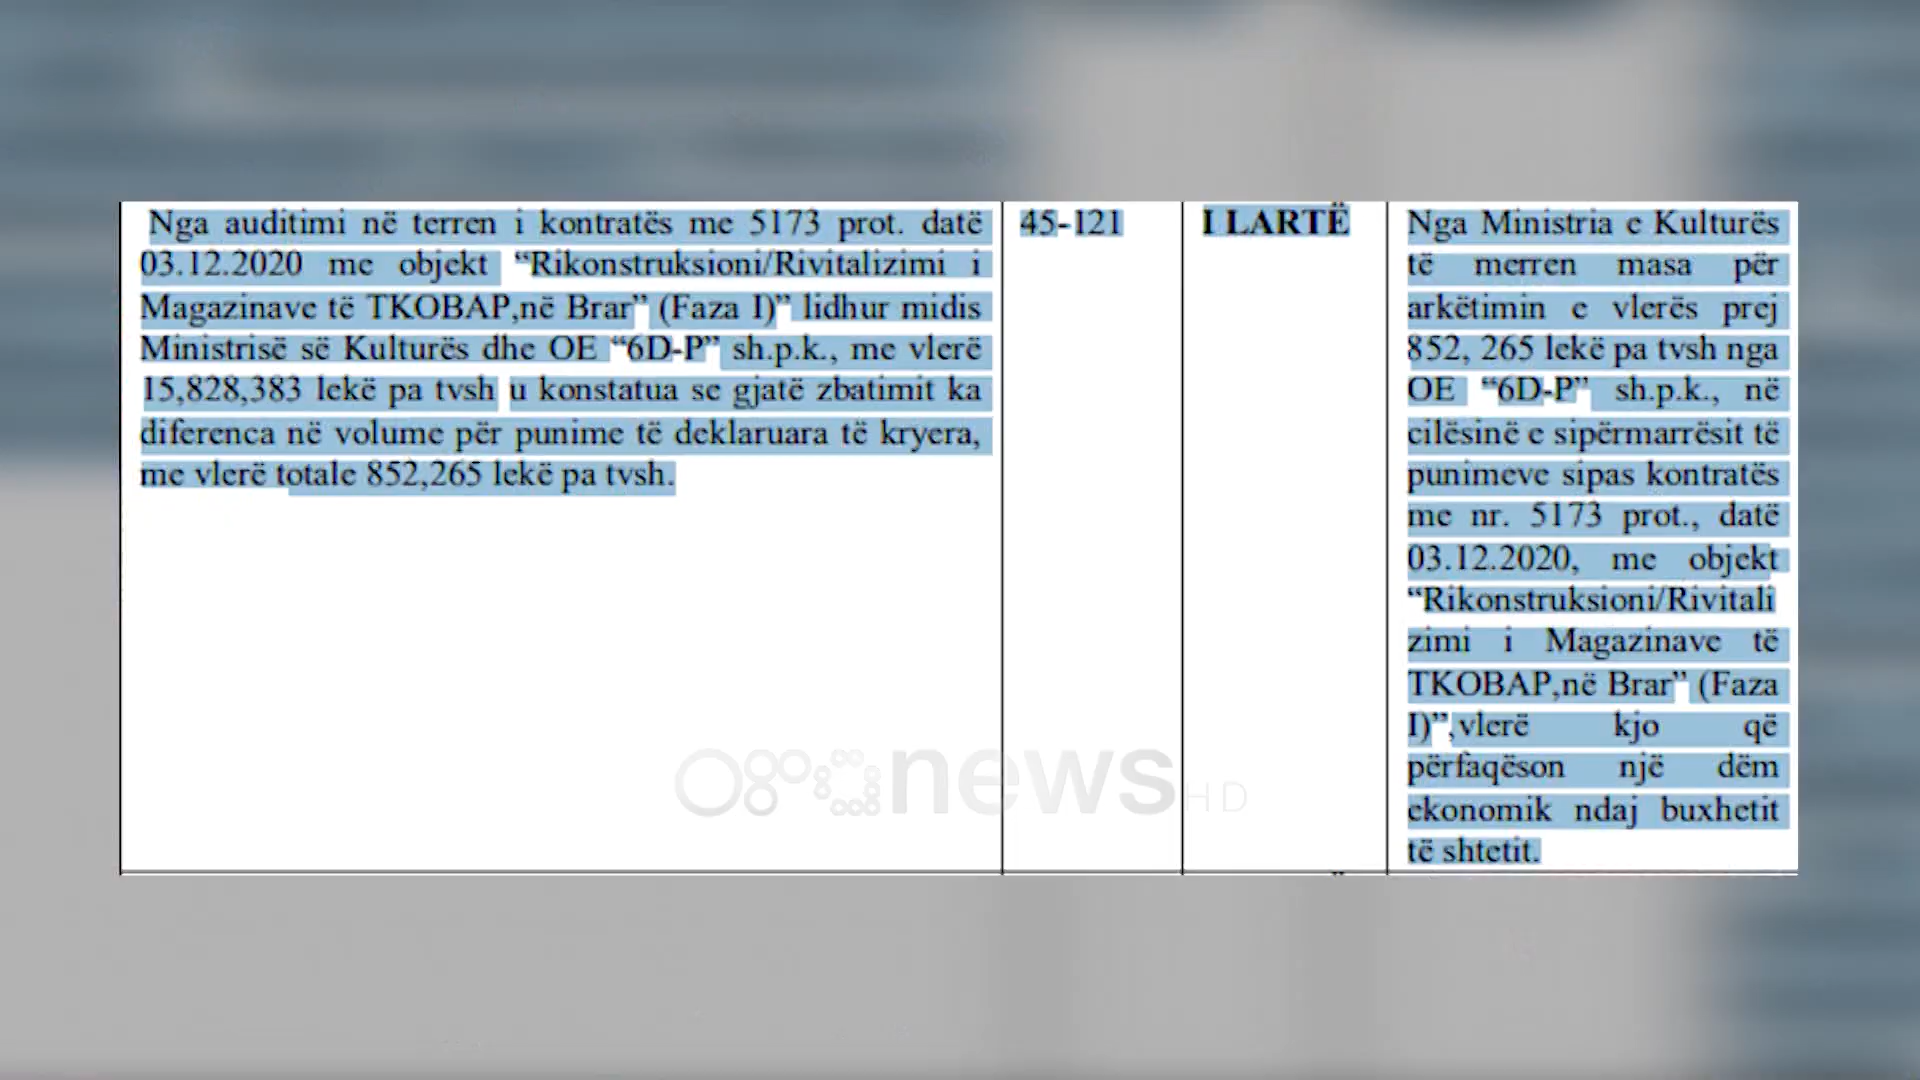 Nga auditimi në terren i kontratës me 5173 prot. datë
03.12.2020 me objekt “Rikonstruksioni/Rivitalizimi i
Magazinave të TKOBAP,në Brar” (Faza I)” lidhur midis
Ministrisë së Kulturës dhe OE “6D-P” sh.p.k., me vlerë
15,828,383 lekë pa tvsh u konstatua se gjatë zbatimit ka
diferenca në volume për punime të deklaruara të kryera,
me vlerë totale 852,265 lekë pa tvsh.
45-121
I LARTË
Nga Ministria e Kulturës
të merren masa për
arkëtimin e vlerës prej
852, 265 lekë pa tvsh nga
OE “6D-P” sh.p.k., në
cilësinë e sipërmarrësit të
punimeve sipas kontratës
me nr. 5173 prot., datë
03.12.2020, me objekt
“Rikonstruksioni/Rivitali
zimi i Magazinave të
TKOBAP,në Brar” (Faza
I)”,vlerë kjo që
përfaqëson një dëm
ekonomik ndaj buxhetit
të shtetit.
ora news HD